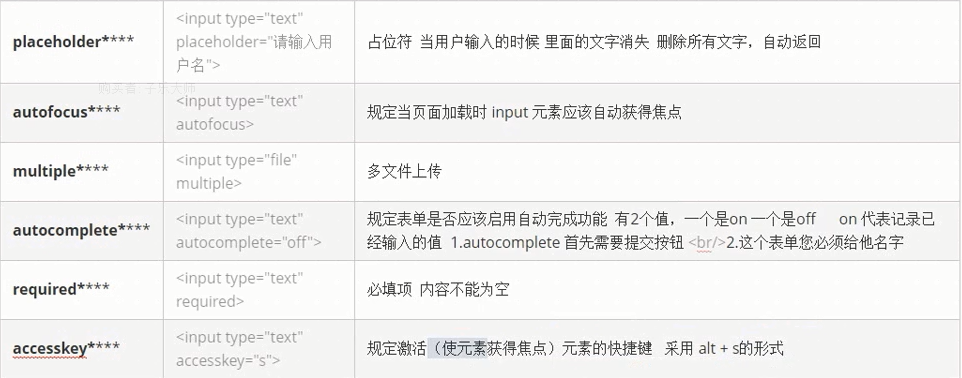 <input type="text"
placeholder***** placeholder="请输入用 占位符 当用户输入的时候 里面的文字消失 删除所有文字，自动返回
户名">
购买者 子乐大师
autofocus**** <input type="text" 规定当页面加载时 input 元素应该自动获得焦点
autofocus>
multiple**** <input type="file" 多文件上传
multiple>
autocomplete**** <input type="text" 规定表单是否应该启用自动完成功能 有2个值，一个是on 一个是off on 代表记录已
autocomplete="off"> 经输入的值 1.autocomplete 首先需要提交按钮 <br/>2.这个表单您必须给他名字
required**** <input type="text" 必填项 内容不能为空
required>
accesskey**** <input type="text" 规定激活（使元素获得焦点）元素的快捷键 采用 alt + s的形式
accesskey="s">